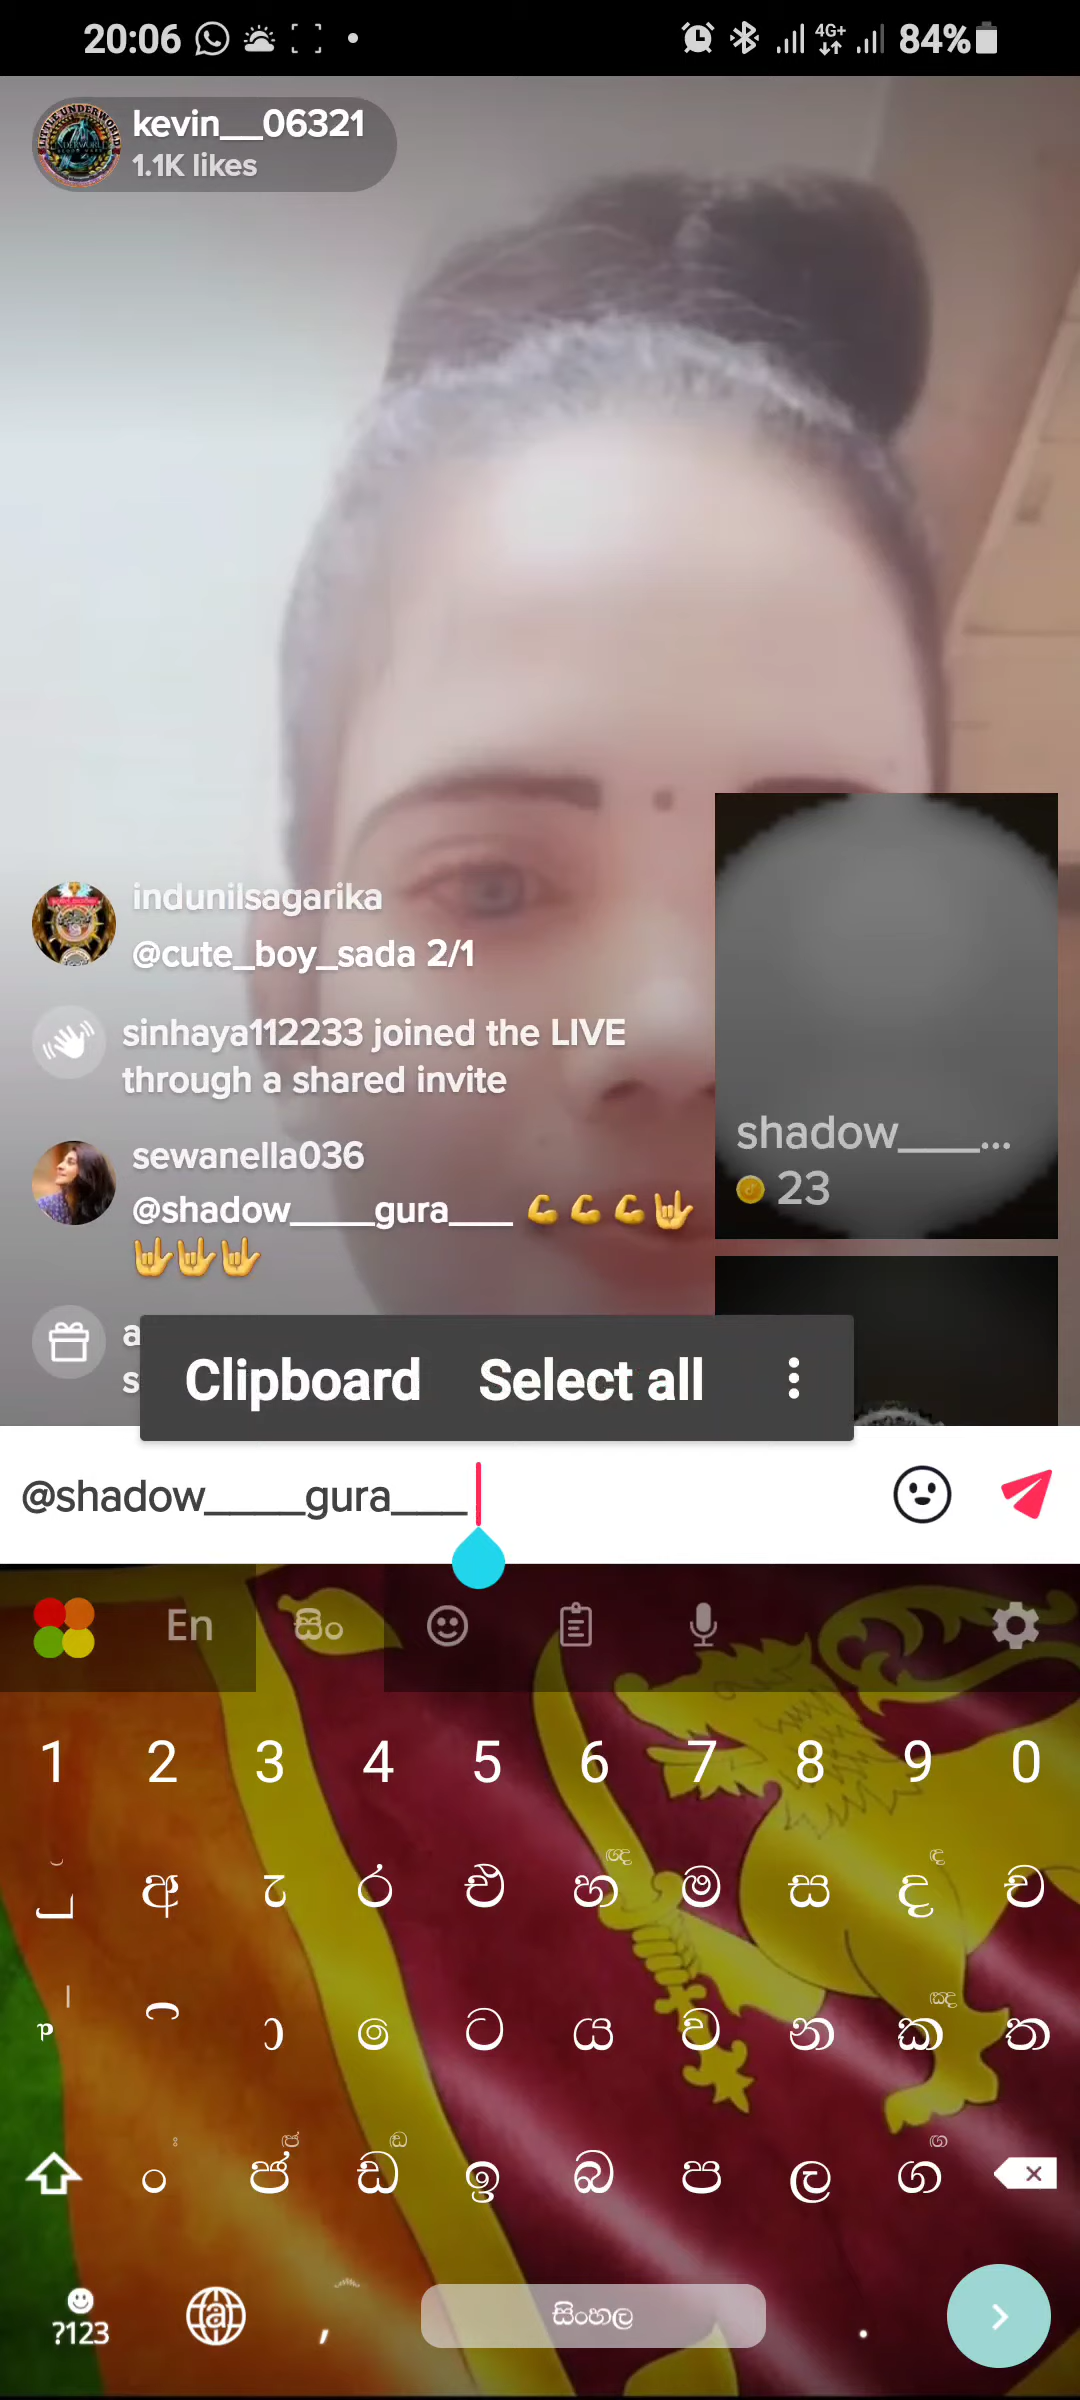 20:06
4G+
84%
kevin__06321
1.1K likes
indunilsagarika
@cute_boy_sada 2/1
sinhaya112233 joined the LIVE
through a shared invite
sewanella036
@shadow____gura___ 💪💪💪🤟
🤟🤟🤟
shadow____...
23
a
s
Clipboard Select all
@shadow____gura___
En සිං
1 2 3 4 5 6 7 8 9 0
ු අ ැ ර එ හ ම ස ද ච
ා ෙ ට ය ව න ක ත
ං ජ් ඩ ඉ බ ප ල ග
?123 , සිංහල .